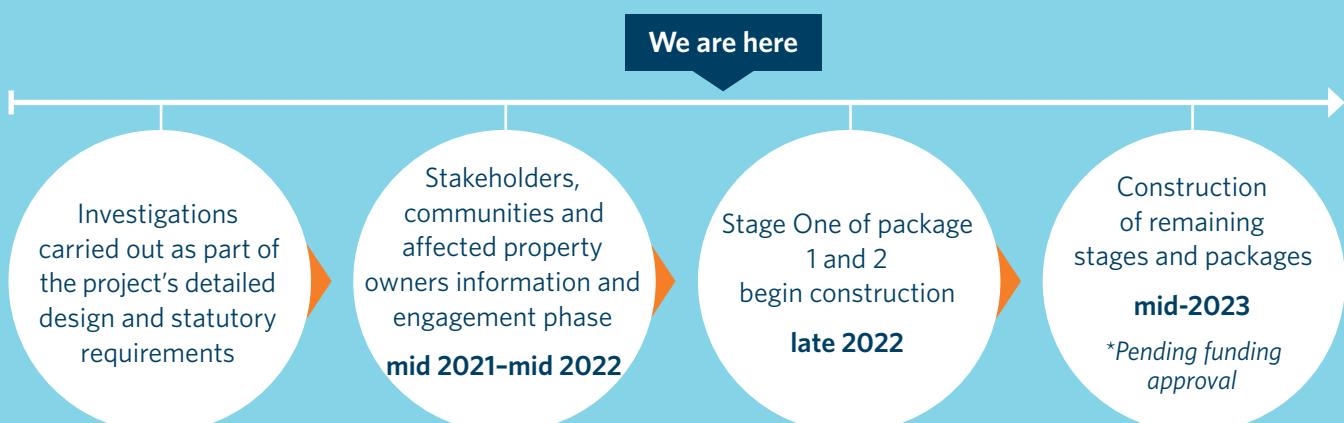 We are here
Investigations
carried out as part of
the project's detailed
design and statutory
requirements
Stakeholders,
communities and
affected property
owners information and
engagement phase
mid 2021–mid 2022
Stage One of package
1 and 2
begin construction
late 2022
Construction
of remaining
stages and packages
mid-2023
*Pending funding
approval